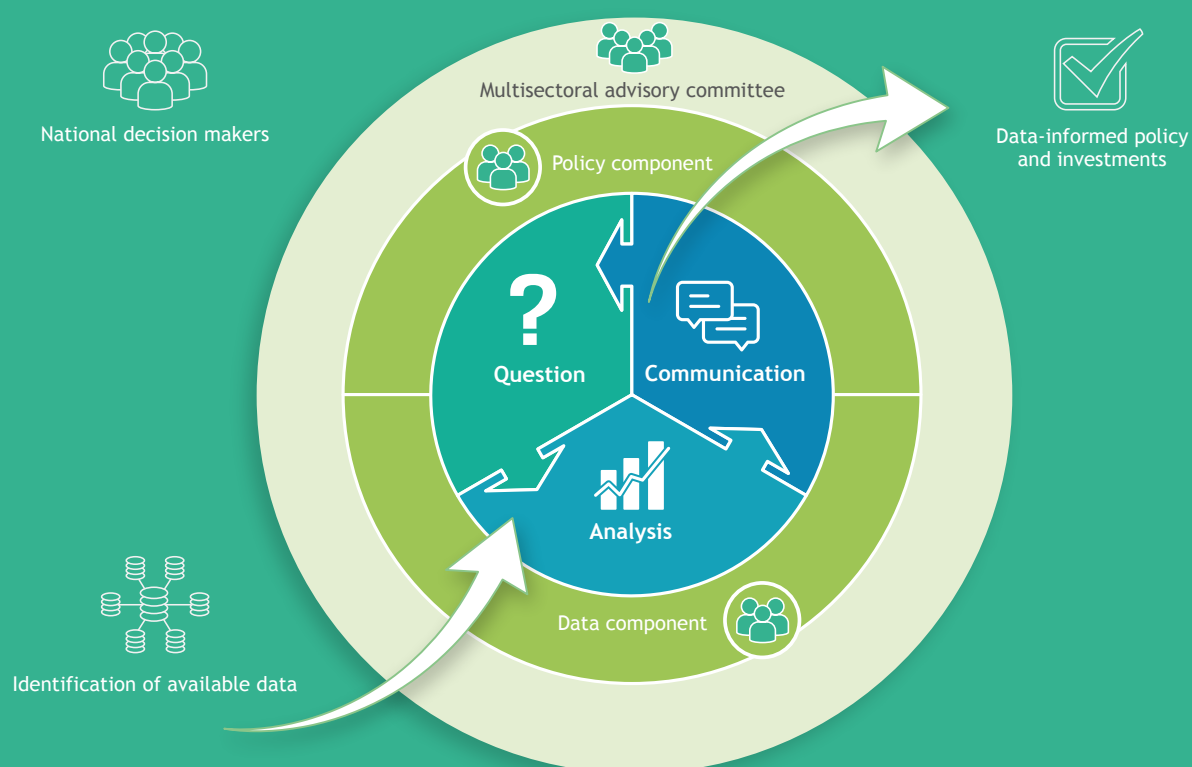 Multisectoral advisory committee
National decision makers
Data-informed policy
and investments
Policy component
?
Question
Communication
Analysis
Data component
Identification of available data